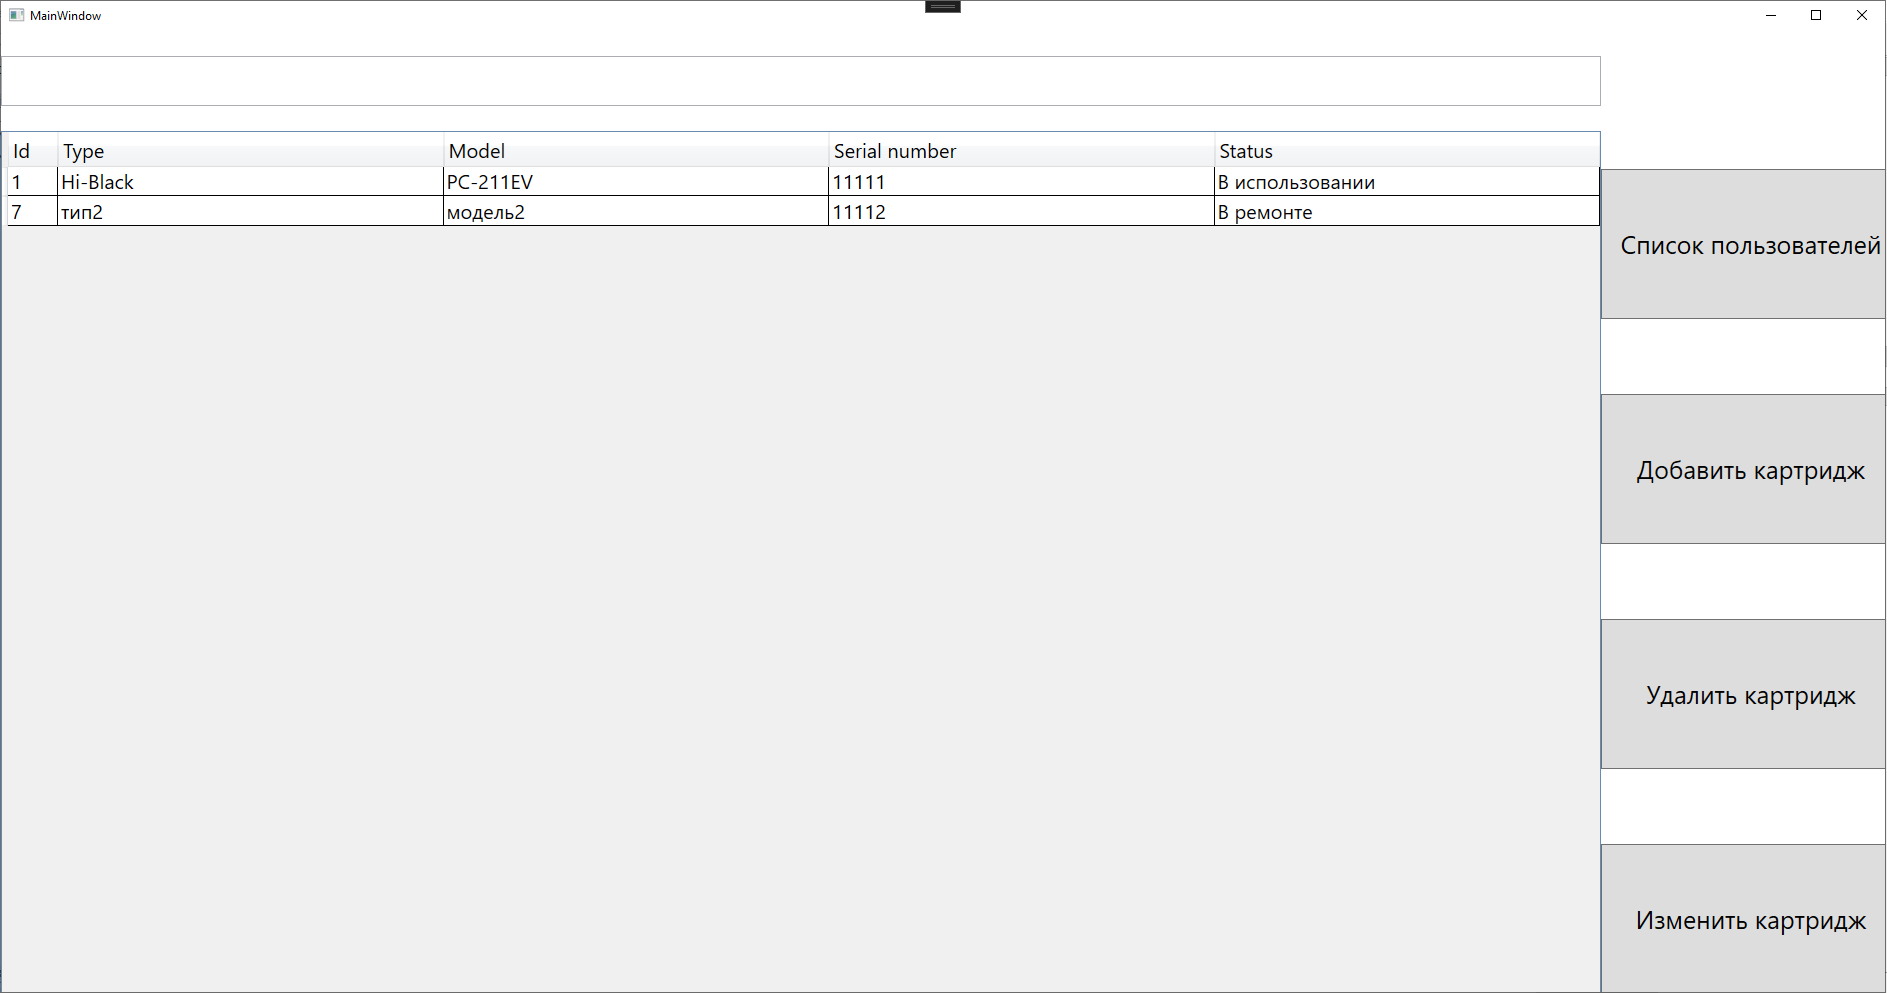 MainWindow
Id Type Model Serial number Status
1 Hi-Black PC-211EV 11111 В использовании
7 тип2 модель2 11112 В ремонте
Список пользователей
Добавить картридж
Удалить картридж
Изменить картридж